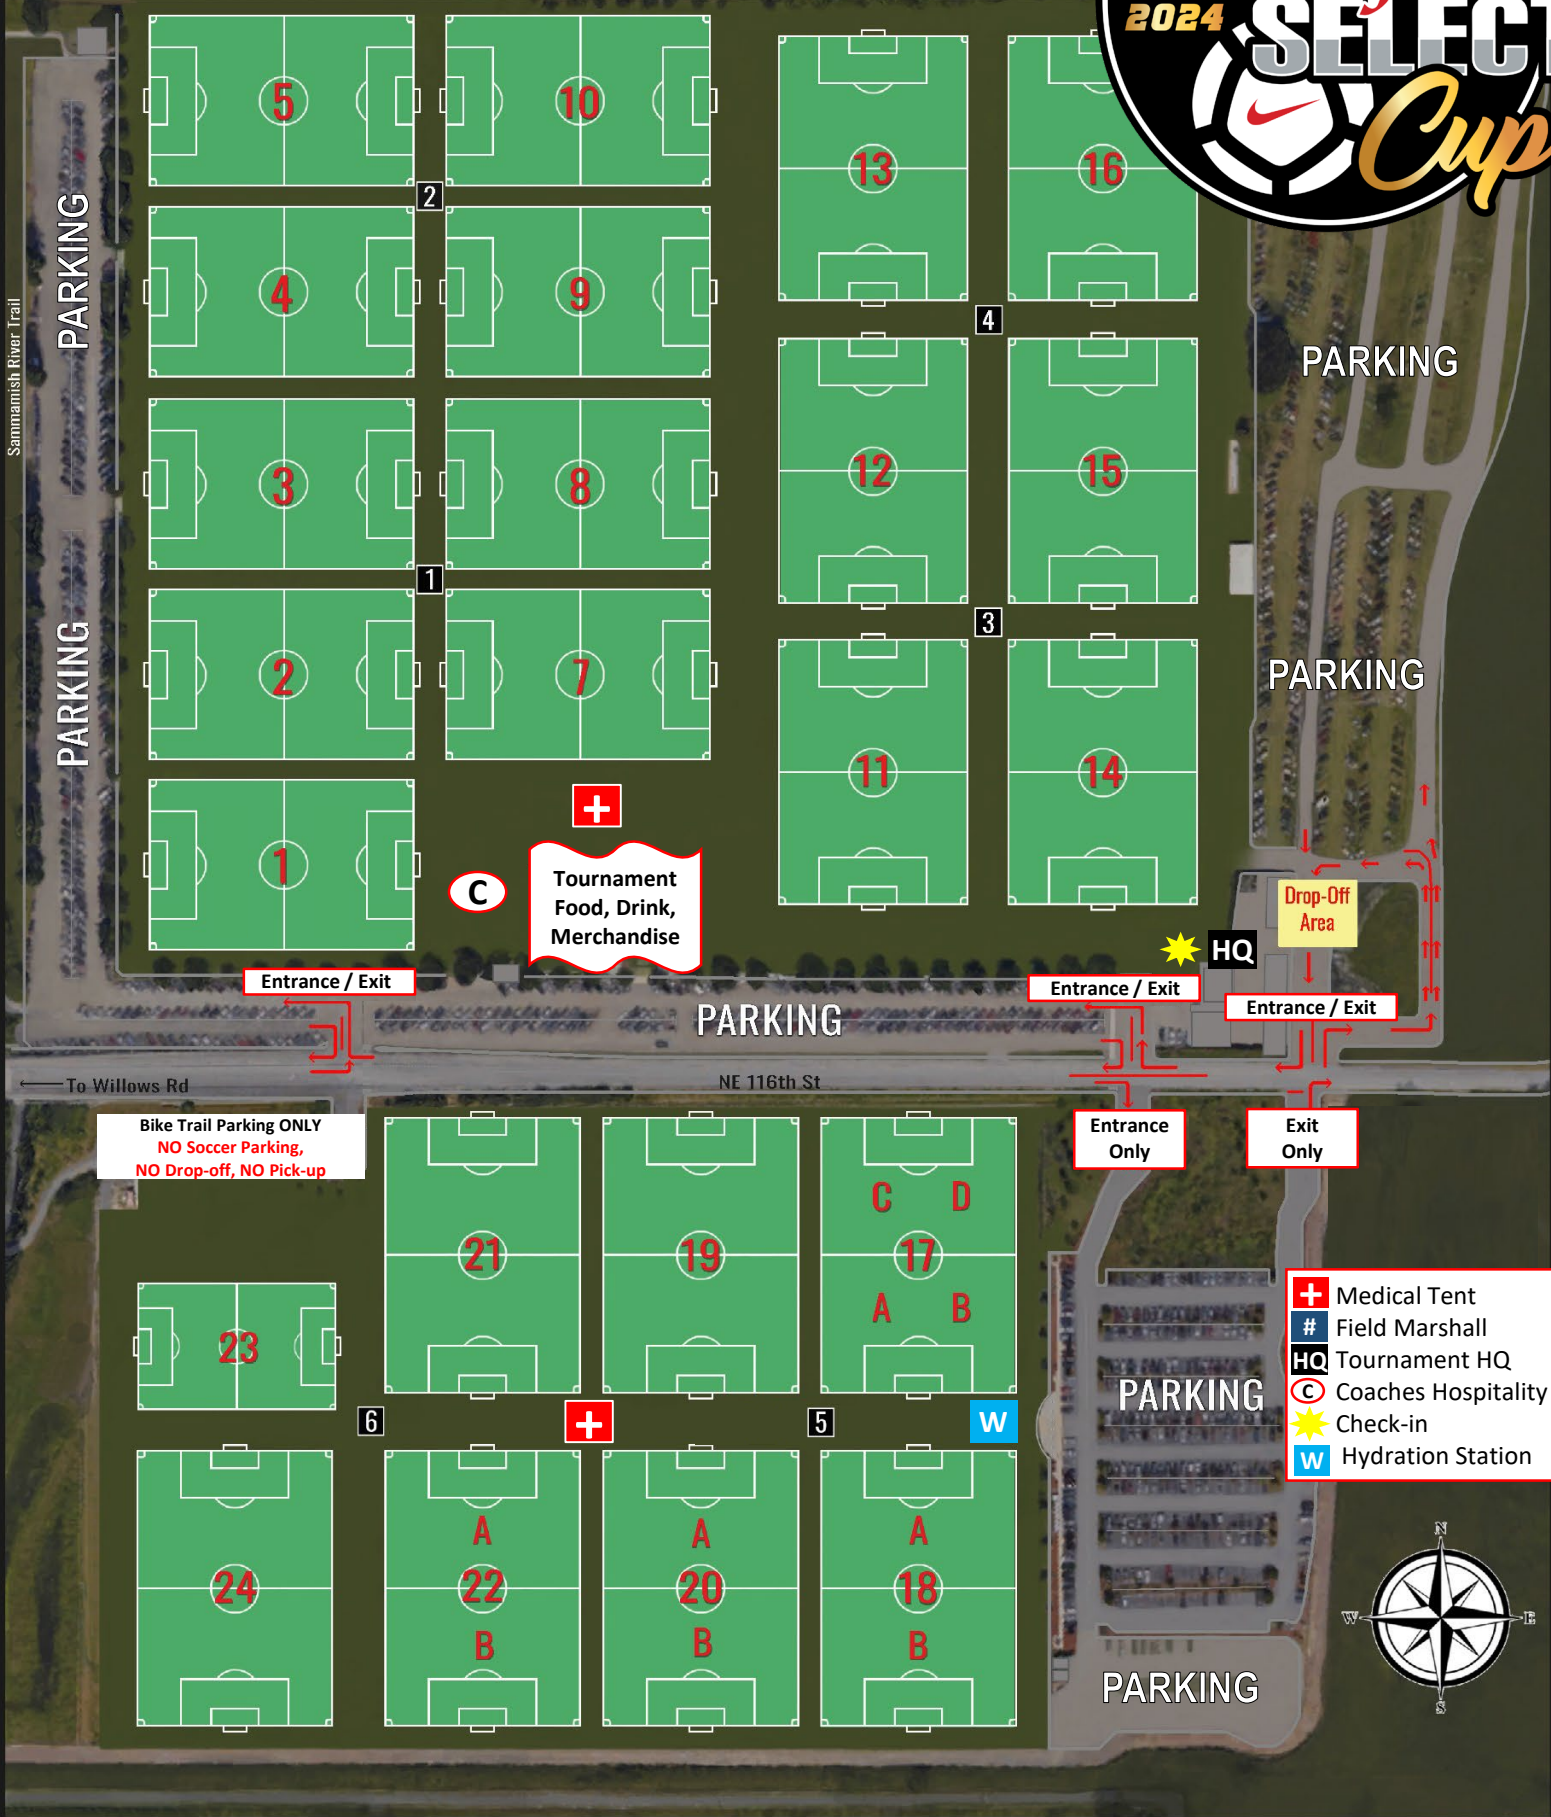 2024
SELECT
Cup
5
10
13
16
2
PARKING
4
9
4
Sammamish River Trail
PARKING
3
8
12
15
1
3
PARKING
2
7
PARKING
11
14
1
C
Tournament
Food, Drink,
Merchandise
Drop-Off
Area
HQ
Entrance / Exit
Entrance / Exit
Entrance / Exit
PARKING
To Willows Rd
NE 116th St
Bike Trail Parking ONLY
NO Soccer Parking,
NO Drop-off, NO Pick-up
Entrance
Only
Exit
Only
C D
21
19
17
A B
23
6
5
W
PARKING
Medical Tent
# Field Marshall
HQ Tournament HQ
C Coaches Hospitality
Check-in
W Hydration Station
A
A
A
24
22
20
18
B
B
B
PARKING
N
W
E
S